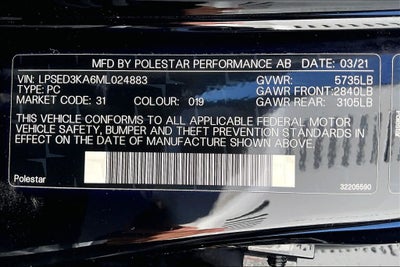 MFD BY POLESTAR PERFORMANCE AB 03/21
VIN: LPSED3KA6ML024883 GVWR: 5735LB
TYPE: PC GAWR FRONT: 2840LB
MARKET CODE: 31 COLOUR: 019 GAWR REAR: 3105LB
THIS VEHICLE CONFORMS TO ALL APPLICABLE FEDERAL MOTOR
VEHICLE SAFETY, BUMPER AND THEFT PREVENTION STANDARDS IN
EFFECT ON THE DATE OF MANUFACTURE SHOWN ABOVE.
Polestar 32205590